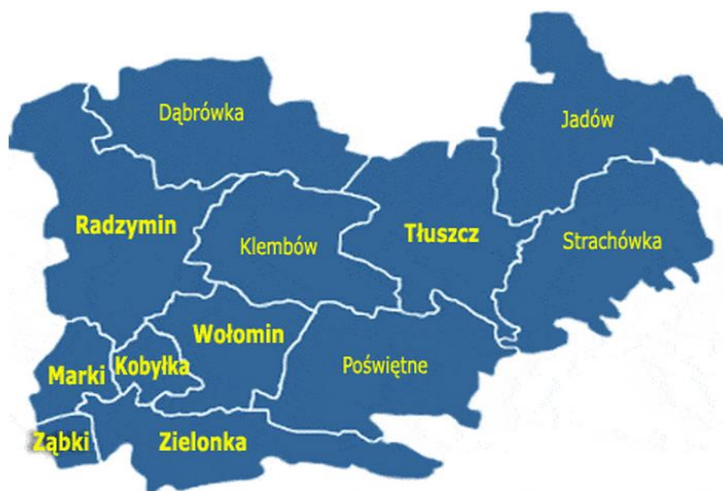 Dąbrówka
Jadów
Radzymin
Klembów
Tłuszcz
Strachówka
Wołomin
Marki
Kobyłka
Poświętne
Ząbki
Zielonka